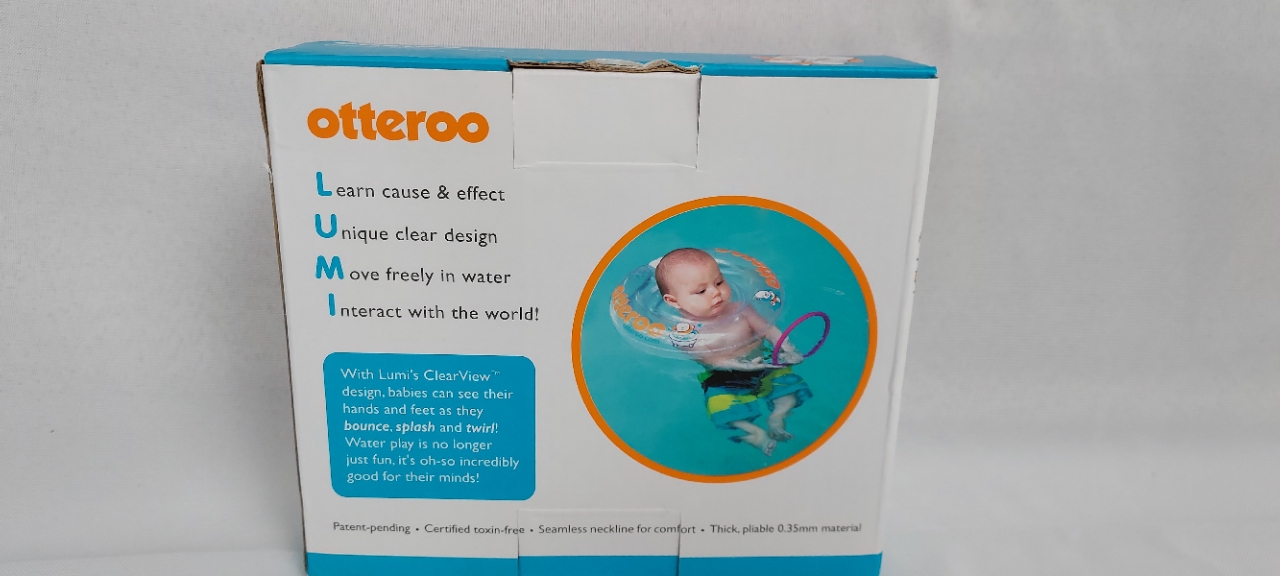 otteroo
Learn cause & effect
Unique clear design
Move freely in water
Interact with the world!
With Lumi's ClearView™
design, babies can see their
hands and feet as they
bounce, splash and twirl!
Water play is no longer
just fun, it's oh-so incredibly
good for their minds!
otteroo
otteroo
Patent-pending • Certified toxin-free • Seamless neckline for comfort • Thick, pliable 0.35mm material